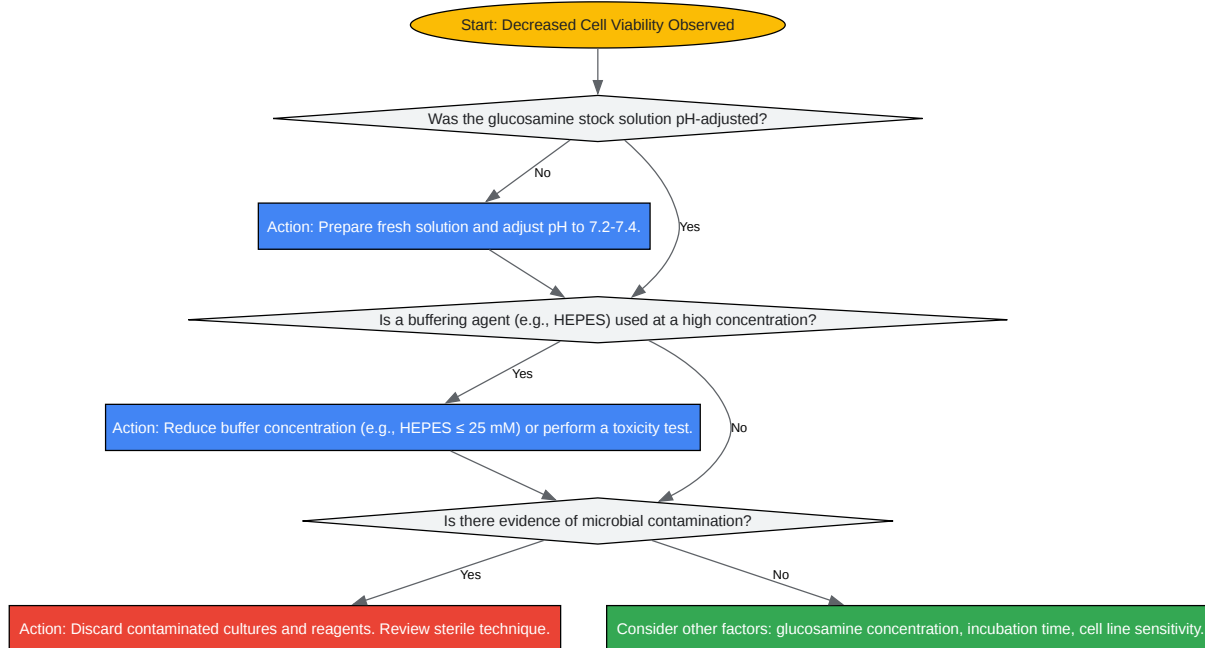 Start: Decreased Cell Viability Observed
Was the glucosamine stock solution pH-adjusted?
No
Action: Prepare fresh solution and adjust pH to 7.2-7.4.
Yes
Is a buffering agent (e.g., HEPES) used at a high concentration?
Yes
Action: Reduce buffer concentration (e.g., HEPES ≤ 25 mM) or perform a toxicity test.
No
Is there evidence of microbial contamination?
Yes
No
Action: Discard contaminated cultures and reagents. Review sterile technique.
Consider other factors: glucosamine concentration, incubation time, cell line sensitivity.